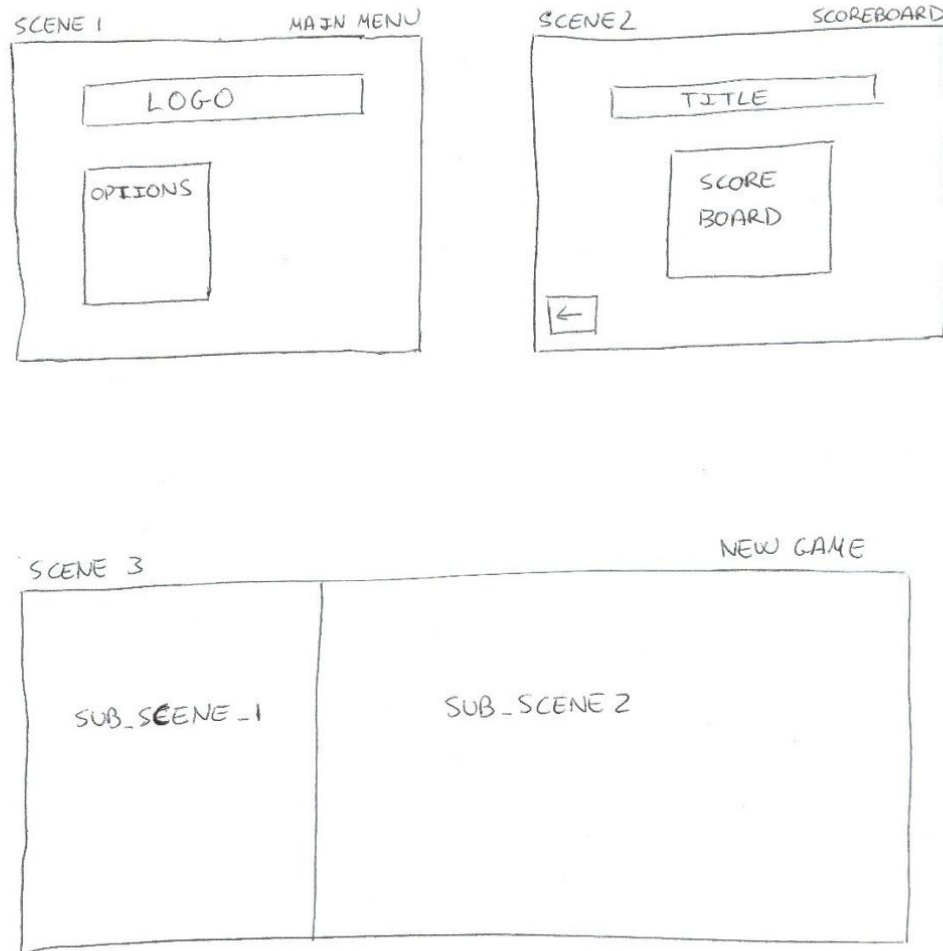 SCENE 1 MAIN MENU
LOGO
OPTIONS
SCENE2 SCOREBOARD
TITLE
SCORE
BOARD
←
SCENE 3 NEW GAME
SUB_SCENE_1 SUB_SCENE 2